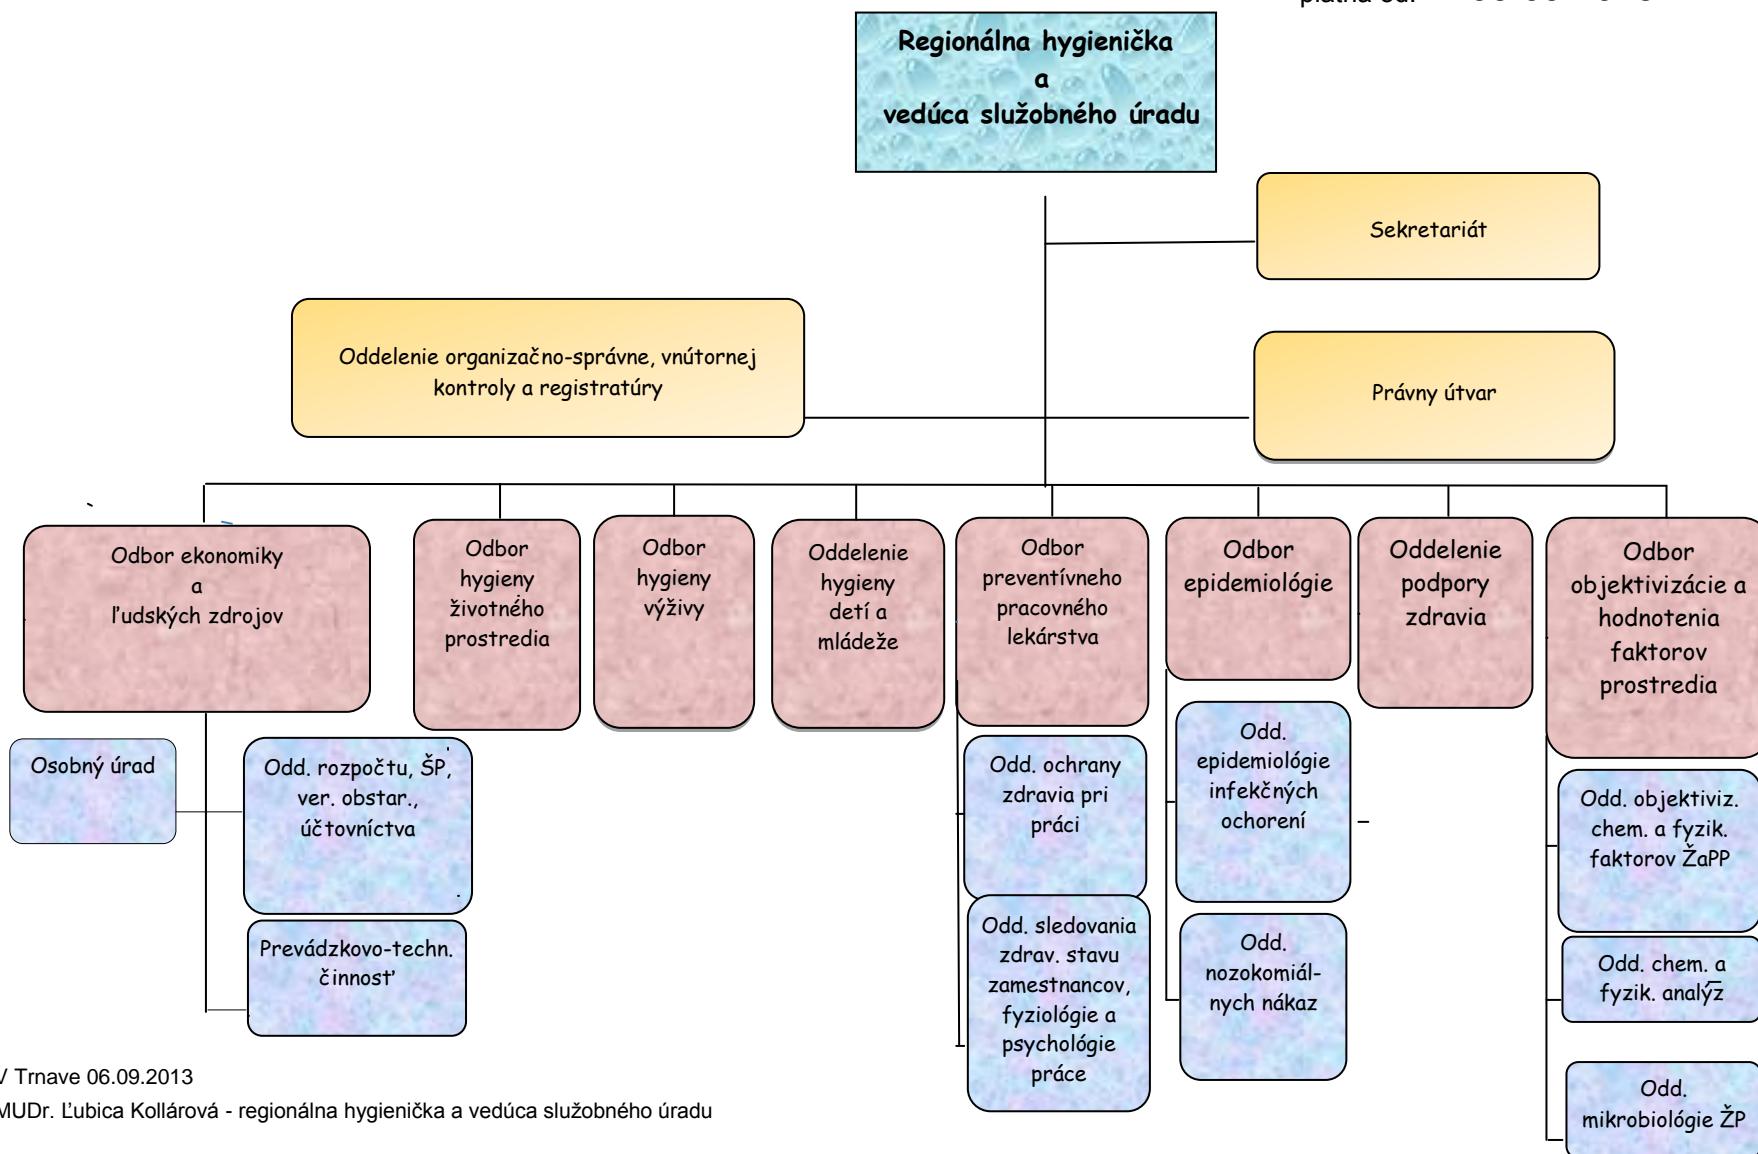 platná od:
Regionálna hygienička
a
vedúca služobného úradu
Sekretariát
Oddelenie organizačno-správne, vnútornej
kontroly a registratúry
Právny útvar
Odbor ekonomiky
a
ľudských zdrojov
Odbor
hygieny
životného
prostredia
Odbor
hygieny
výživy
Oddelenie
hygieny
detí a
mládeže
Odbor
preventívneho
pracovného
lekárstva
Odbor
epidemiológie
Oddelenie
podpory
zdravia
Odbor
objektivizácie a
hodnotenia
faktorov
prostredia
Osobný úrad
Odd. rozpočtu, ŠP,
ver. obstar.,
účtovníctva
Prevádzkovo-techn.
činnosť
Odd. ochrany
zdravia pri
práci
Odd. sledovania
zdrav. stavu
zamestnancov,
fyziológie a
psychológie
práce
Odd.
epidemiológie
infekčných
ochorení
Odd.
nozokomiál-
nych nákaz
Odd. objektiviz.
chem. a fyzik.
faktorov ŽaPP
Odd. chem. a
fyzik. analýz
Odd.
mikrobiológie ŽP
V Trnave 06.09.2013
MUDr. Ľubica Kollárová - regionálna hygienička a vedúca služobného úradu